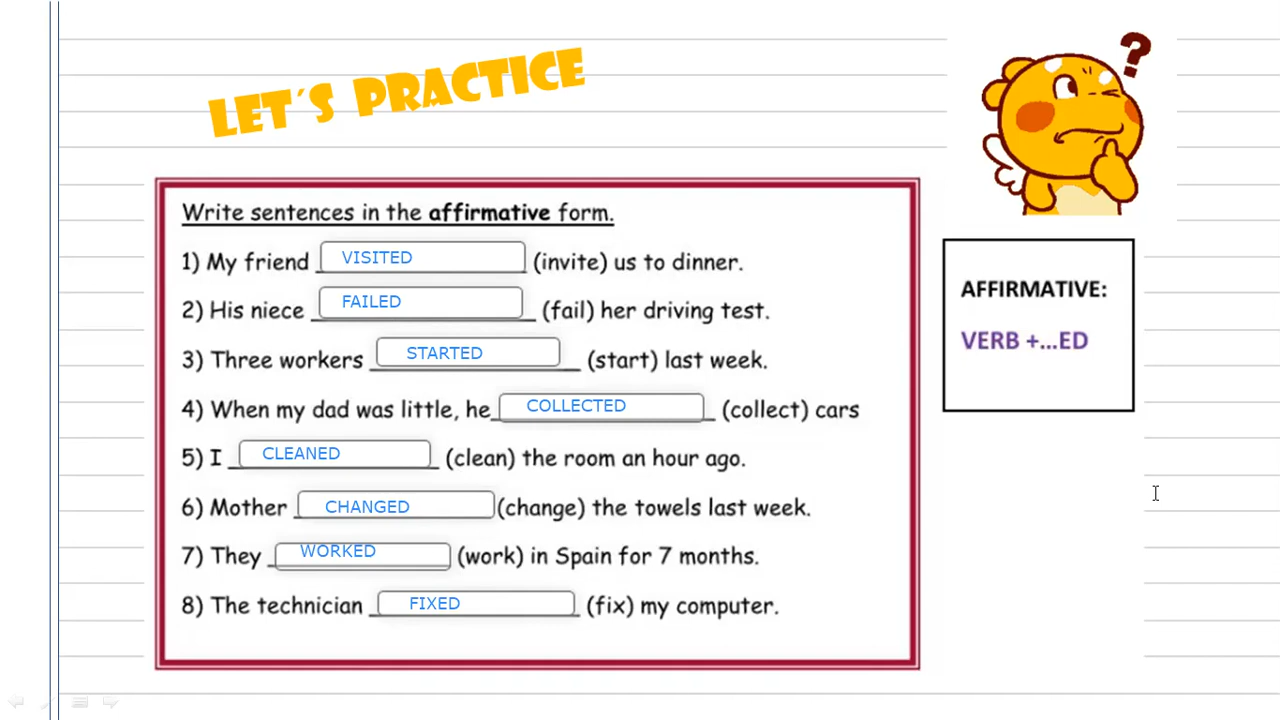 LET´S PRACTICE
?
Write sentences in the affirmative form.
1) My friend VISITED (invite) us to dinner.
2) His niece FAILED (fail) her driving test.
3) Three workers STARTED (start) last week.
4) When my dad was little, he COLLECTED (collect) cars
5) I CLEANED (clean) the room an hour ago.
6) Mother CHANGED (change) the towels last week.
7) They WORKED (work) in Spain for 7 months.
8) The technician FIXED (fix) my computer.
AFFIRMATIVE:
VERB +...ED